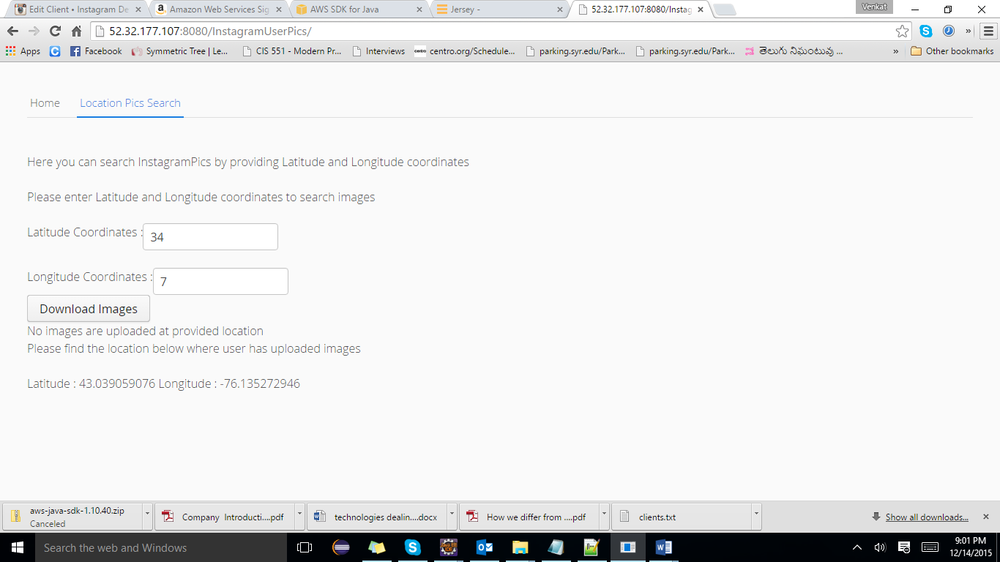 Edit Client • Instagram De
Amazon Web Services Sig
AWS SDK for Java
Jersey -
52.32.177.107:8080/Instag
Venkat
52.32.177.107:8080/InstagramUserPics/
»
Apps
Facebook
Symmetric Tree | Le...
CIS 551 - Modern Pr...
Interviews
centro
centro.org/Schedule...
parking.syr.edu/Park...
parking.syr.edu/Park...
తెలుగు నిఘంటువు ...
»
Other bookmarks
Home
Location Pics Search
Here you can search InstagramPics by providing Latitude and Longitude coordinates
Please enter Latitude and Longitude coordinates to search images
Latitude Coordinates : 34
Longitude Coordinates : 7
Download Images
No images are uploaded at provided location
Please find the location below where user has uploaded images
Latitude : 43.039059076 Longitude : -76.135272946
aws-java-sdk-1.10.40.zip
Canceled
Company Introducti....pdf
technologies dealin....docx
How we differ from ....pdf
clients.txt
Show all downloads...
Search the web and Windows
9:01 PM
12/14/2015